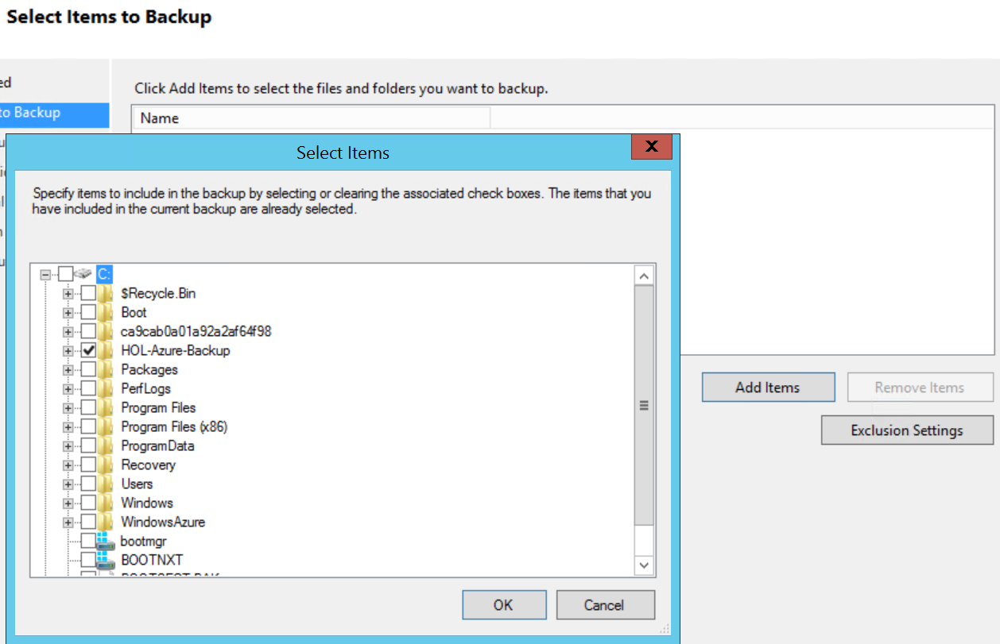 Select Items to Backup
ed
to Backup
Click Add Items to select the files and folders you want to backup.
Name
Select Items
X
Specify items to include in the backup by selecting or clearing the associated check boxes. The items that you
have included in the current backup are already selected.
C:
$Recycle.Bin
Boot
ca9cab0a01a92a2af64f98
HOL-Azure-Backup
Packages
PerfLogs
Program Files
Program Files (x86)
ProgramData
Recovery
Users
Windows
WindowsAzure
bootmgr
BOOTNXT
OK
Cancel
Add Items
Remove Items
Exclusion Settings